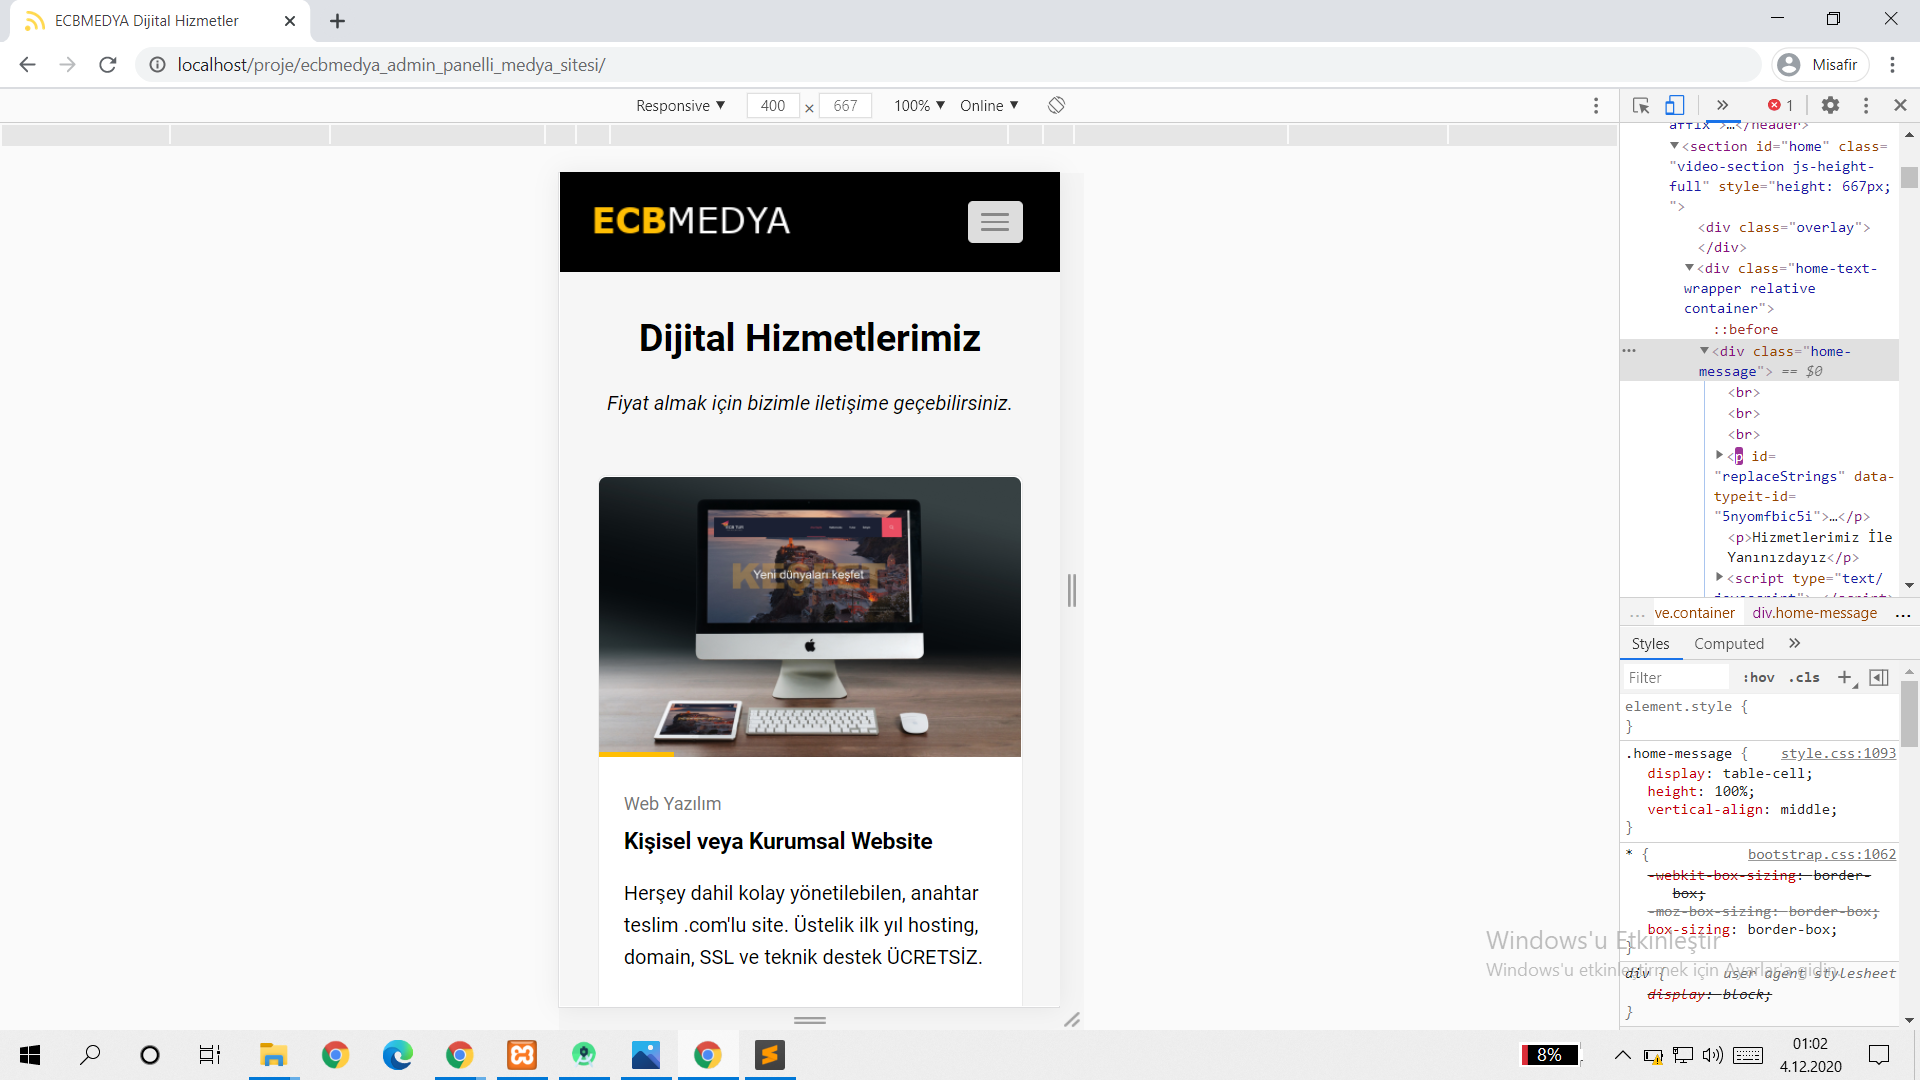 ECBMEDYA Dijital Hizmetler
localhost/proje/ecbmedya_admin_panelli_medya_sitesi/
Misafir
Responsive ▼ 400 × 667 100% ▼ Online ▼
1
ECBMEDYA
Dijital Hizmetlerimiz
Fiyat almak için bizimle iletişime geçebilirsiniz.
ECB TUR
KEŞFET
Yeni dünyaları keşfet
Web Yazılım
Kişisel veya Kurumsal Website
Herşey dahil kolay yönetilebilen, anahtar
teslim .com'lu site. Üstelik ilk yıl hosting,
domain, SSL ve teknik destek ÜCRETSİZ.
affix">…</header>
▼<section id="home" class=
"video-section js-height-
full" style="height: 667px;
">
<div class="overlay">
</div>
▼<div class="home-text-
wrapper relative
container">
::before
… ▼<div class="home-
message"> == $0
<br>
<br>
<br>
▶<p id=
"replaceStrings" data-
typeit-id=
"5nyomfbic5i">…</p>
<p>Hizmetlerimiz İle
Yanınızdayız</p>
▶<script type="text/
javascript">…</script>
… ve.container div.home-message …
Styles Computed »
Filter :hov .cls +
element.style {
}
.home-message { style.css:1093
display: table-cell;
height: 100%;
vertical-align: middle;
}
* { bootstrap.css:1062
-webkit-box-sizing: border-
box;
-moz-box-sizing: border-box;
box-sizing: border-box;
}
div { user agent stylesheet
display: block;
}
Windows'u Etkinleştir
Windows'u etkinleştirmek için Ayarlar'a gidin.
8%
01:02
4.12.2020